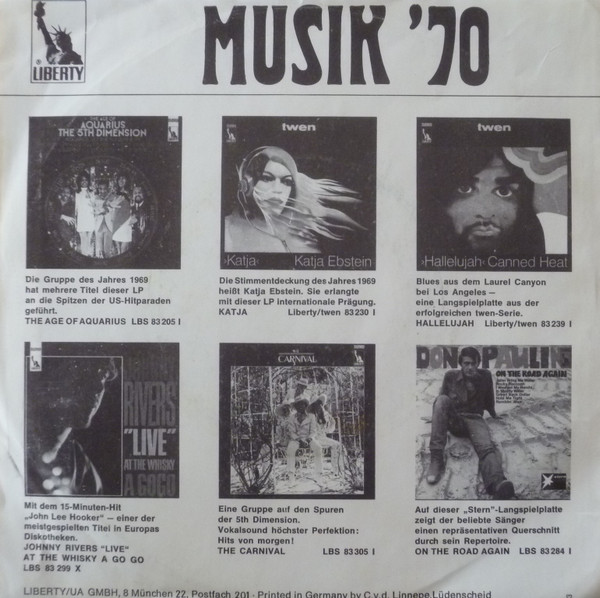 LIBERTY
MUSIK '70
THE AGE OF
AQUARIUS
THE 5TH DIMENSION
twen
›Katja‹ Katja Ebstein
twen
›Hallelujah‹ Canned Heat
Die Gruppe des Jahres 1969
hat mehrere Titel dieser LP
an die Spitzen der US-Hitparaden
geführt.
THE AGE OF AQUARIUS LBS 83 205 I
Die Stimmentdeckung des Jahres 1969
heißt Katja Ebstein. Sie erlangte
mit dieser LP internationale Prägung.
KATJA Liberty/twen 83 230 I
Blues aus dem Laurel Canyon
bei Los Angeles –
eine Langspielplatte aus der
erfolgreichen twen-Serie.
HALLELUJAH Liberty/twen 83 239 I
RIVERS
"LIVE"
AT THE WHISKY
A GO GO
CARNIVAL
DON PAULIN
ON THE ROAD AGAIN
stern
Mit dem 15-Minuten-Hit
„John Lee Hooker" – einer der
meistgespielten Titel in Europas
Diskotheken.
JOHNNY RIVERS "LIVE"
AT THE WHISKY A GO GO
LBS 83 299 X
Eine Gruppe auf den Spuren
der 5th Dimension.
Vokalsound höchster Perfektion:
Hits von morgen!
THE CARNIVAL LBS 83 305 I
Auf dieser „Stern"-Langspielplatte
zeigt der beliebte Sänger
einen repräsentativen Querschnitt
durch sein Repertoire.
ON THE ROAD AGAIN LBS 83 284 I
LIBERTY/UA GMBH, 8 München 22, Postfach 201 · Printed in Germany by C.v.d. Linnepe, Lüdenscheid